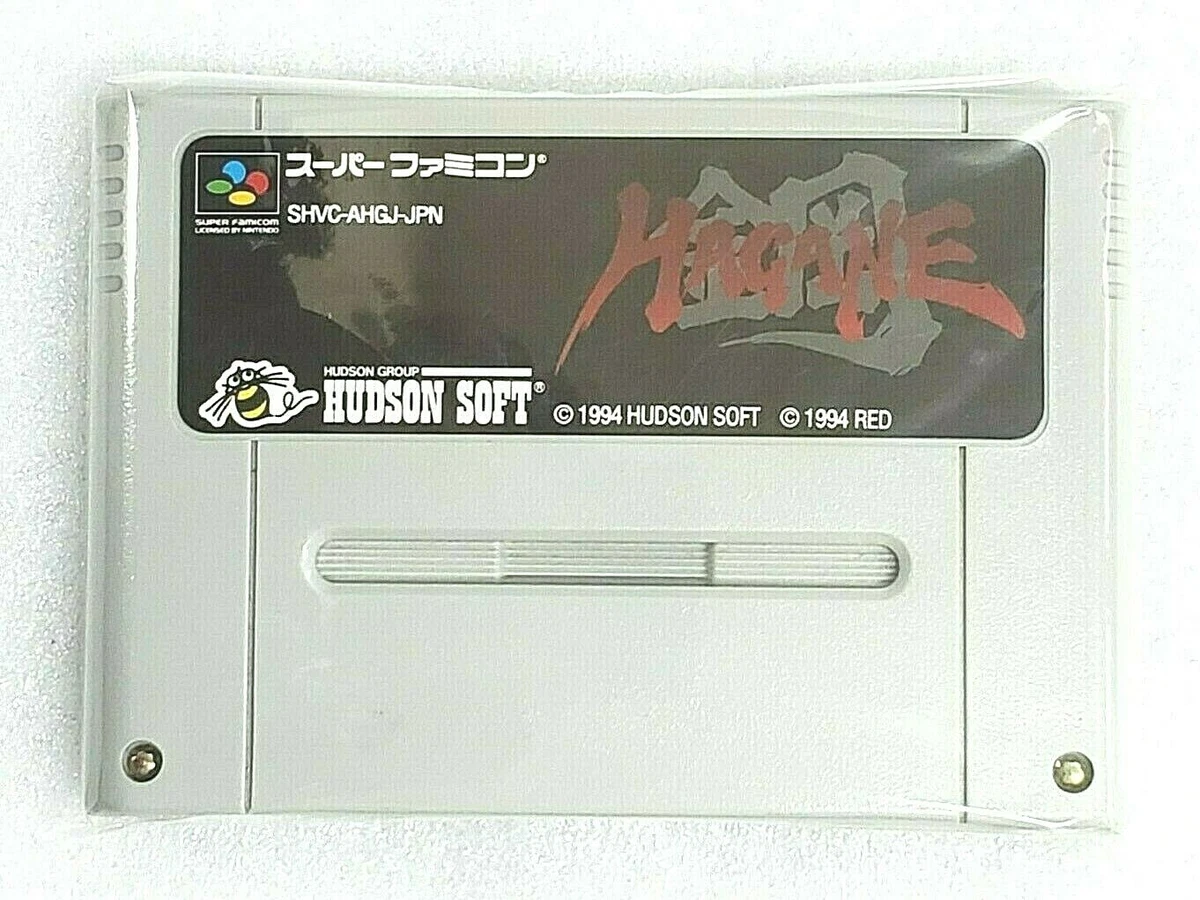 スーパーファミコン®
SHVC-AHGJ-JPN
SUPER FAMICOM
LICENSED BY NINTENDO
鋼
HAGANE
HUDSON GROUP
HUDSON SOFT®
© 1994 HUDSON SOFT © 1994 RED